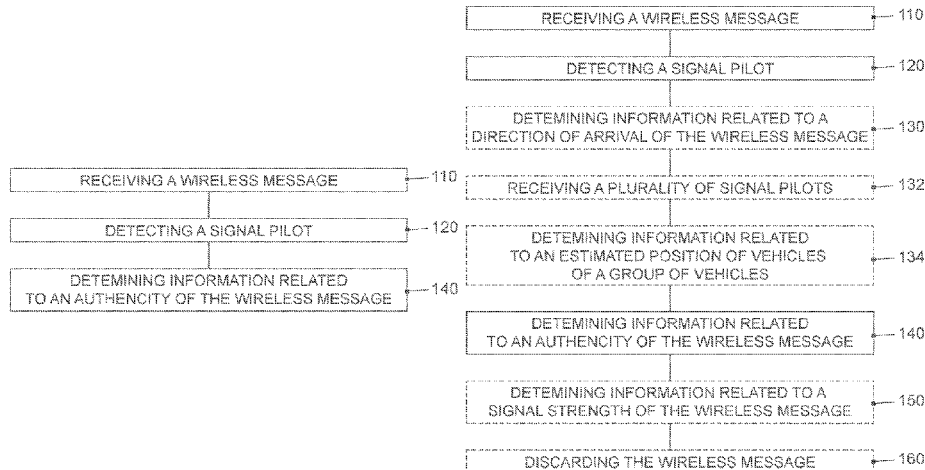 RECEIVING A WIRELESS MESSAGE 110
DETECTING A SIGNAL PILOT 120
DETEMINING INFORMATION RELATED
TO AN AUTHENCITY OF THE WIRELESS MESSAGE 140
RECEIVING A WIRELESS MESSAGE 110
DETECTING A SIGNAL PILOT 120
DETEMINING INFORMATION RELATED TO A
DIRECTION OF ARRIVAL OF THE WIRELESS MESSAGE 130
RECEIVING A PLURALITY OF SIGNAL PILOTS 132
DETEMINING INFORMATION RELATED
TO AN ESTIMATED POSITION OF VEHICLES 134
OF A GROUP OF VEHICLES
DETEMINING INFORMATION RELATED
TO AN AUTHENCITY OF THE WIRELESS MESSAGE 140
DETEMINING INFORMATION RELATED TO A
SIGNAL STRENGTH OF THE WIRELESS MESSAGE 150
DISCARDING THE WIRELESS MESSAGE 160